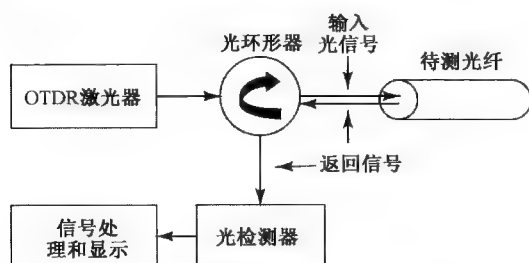 输入
光信号
光环形器
待测光纤
OTDR激光器
返回信号
信号处
理和显示
光检测器